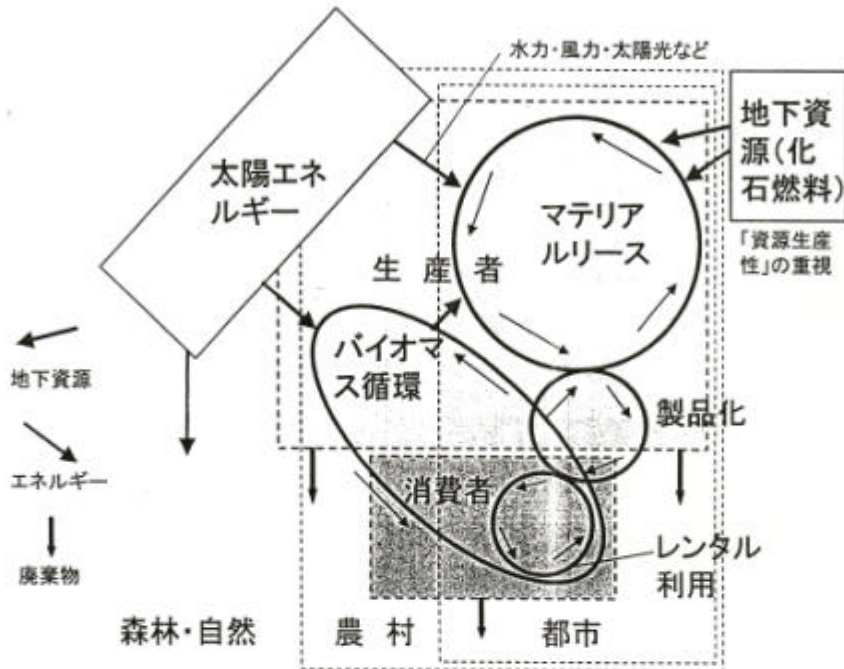 水力・風力・太陽光など
地下資
源(化
石燃料)
「資源生産
性」の重視
太陽エネ
ルギー
マテリア
ルリース
生 産 者
バイオマ
ス循環
製品化
地下資源
エネルギー
廃棄物
消費者
レンタル
利用
森林・自然
農 村
都市